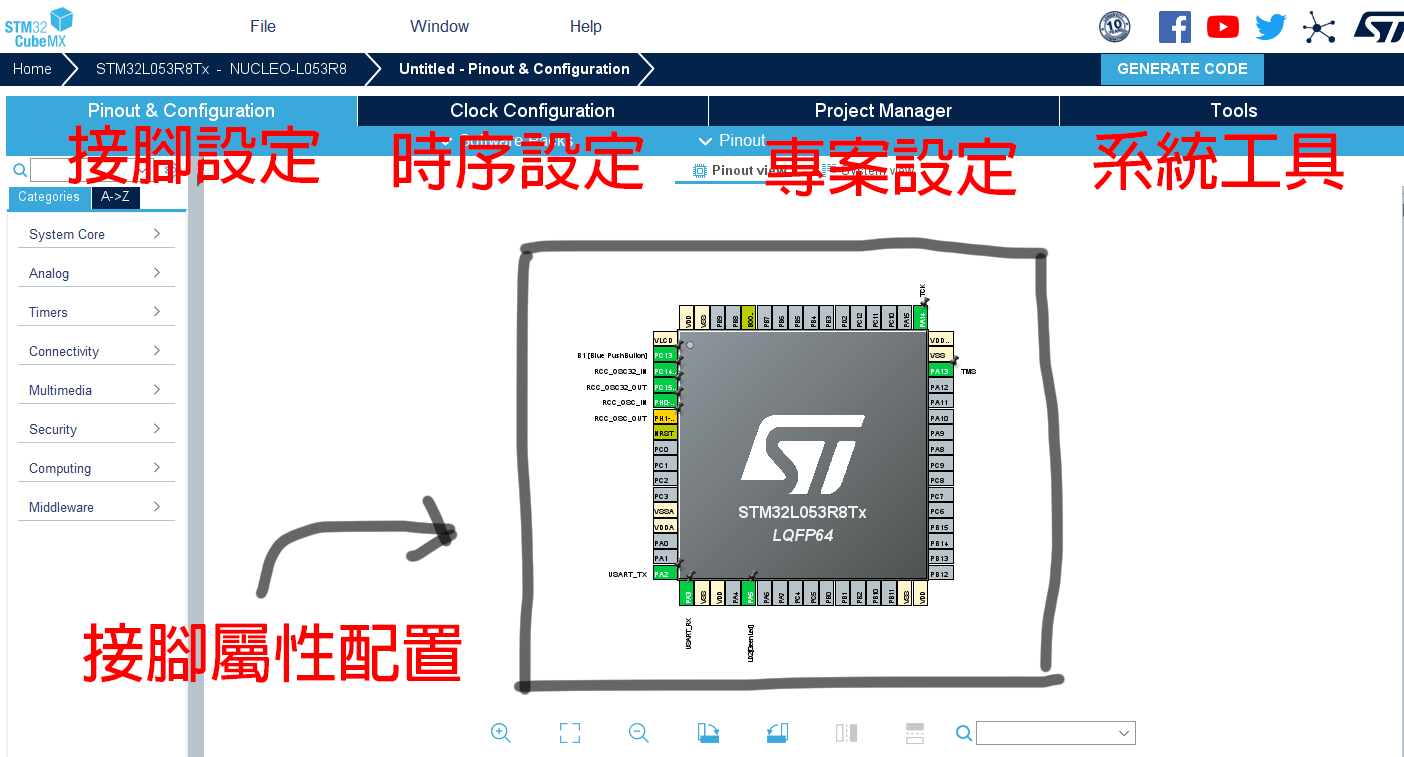 STM32
CubeMX
File
Window
Help
10
ST
Home
STM32L053R8Tx - NUCLEO-L053R8
Untitled - Pinout & Configuration
GENERATE CODE
Pinout & Configuration
Clock Configuration
Project Manager
Tools
Software Packs
Pinout
接腳設定
時序設定
專案設定
系統工具
Pinout view
System view
Categories
A->Z
System Core
Analog
Timers
Connectivity
Multimedia
Security
Computing
Middleware
接腳屬性配置
TCK
VDD
VSS
PB9
PB8
BOO..
PB7
PB6
PB5
PB4
PB3
PD2
PC12
PC11
PC10
PA15
PA14
VLCD
B1 [Blue PushButton]
PC13
RCC_OSC32_IN
PC14..
RCC_OSC32_OUT
PC15..
RCC_OSC_IN
PH0-..
RCC_OSC_OUT
PH1-..
NRST
PC0
PC1
PC2
PC3
VSSA
VDDA
PA0
PA1
USART_TX
PA2
ST
STM32L053R8Tx
LQFP64
VDD..
VSS
PA13
TMS
PA12
PA11
PA10
PA9
PA8
PC9
PC8
PC7
PC6
PB15
PB14
PB13
PB12
PA3
VSS
VDD
PA4
PA5
PA6
PA7
PC4
PC5
PB0
PB1
PB2
PB10
PB11
VSS
VDD
USART_RX
LD2 [Green Led]